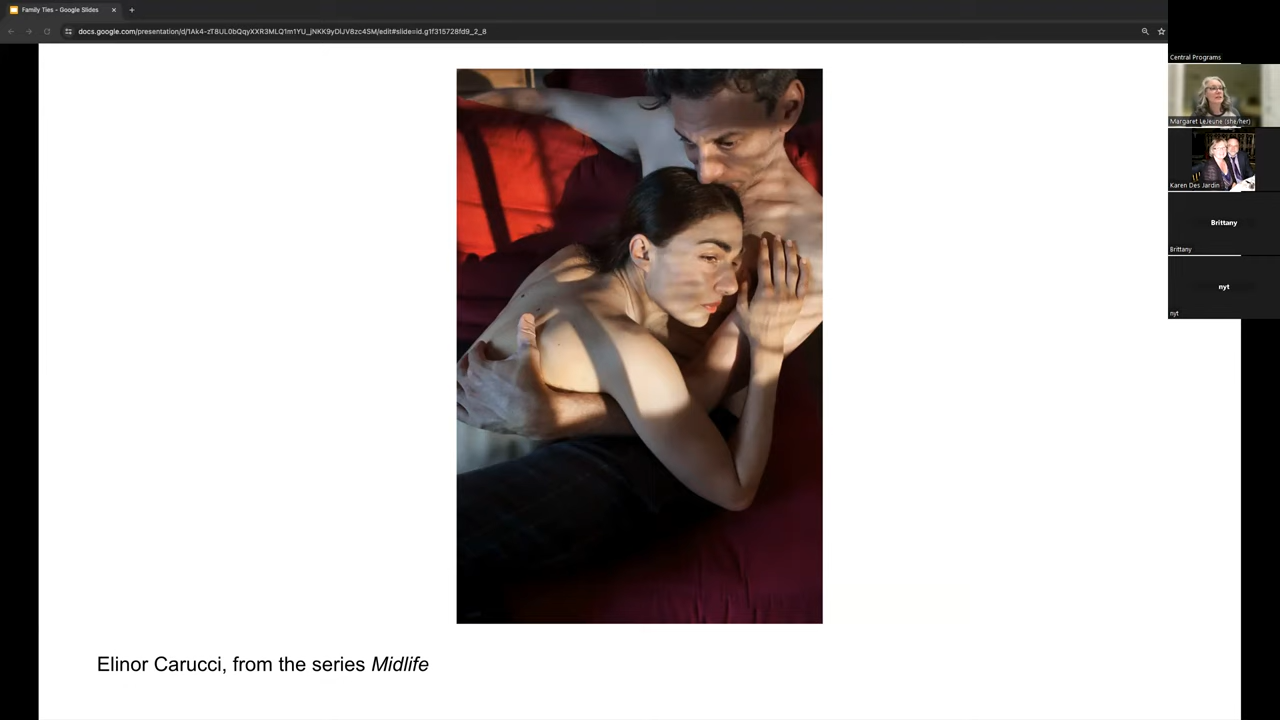 Family Ties - Google Slides
docs.google.com/presentation/d/1Ak4-zT8UL0bQqyXXR3MLQ1m1YU_jNKK9yDlJV8zc4SM/edit#slide=id.g1f315728fd9_2_8
Central Programs
Margaret LeJeune (she/her)
Karen Des Jardin
Brittany
Brittany
nyt
nyt
Elinor Carucci, from the series Midlife